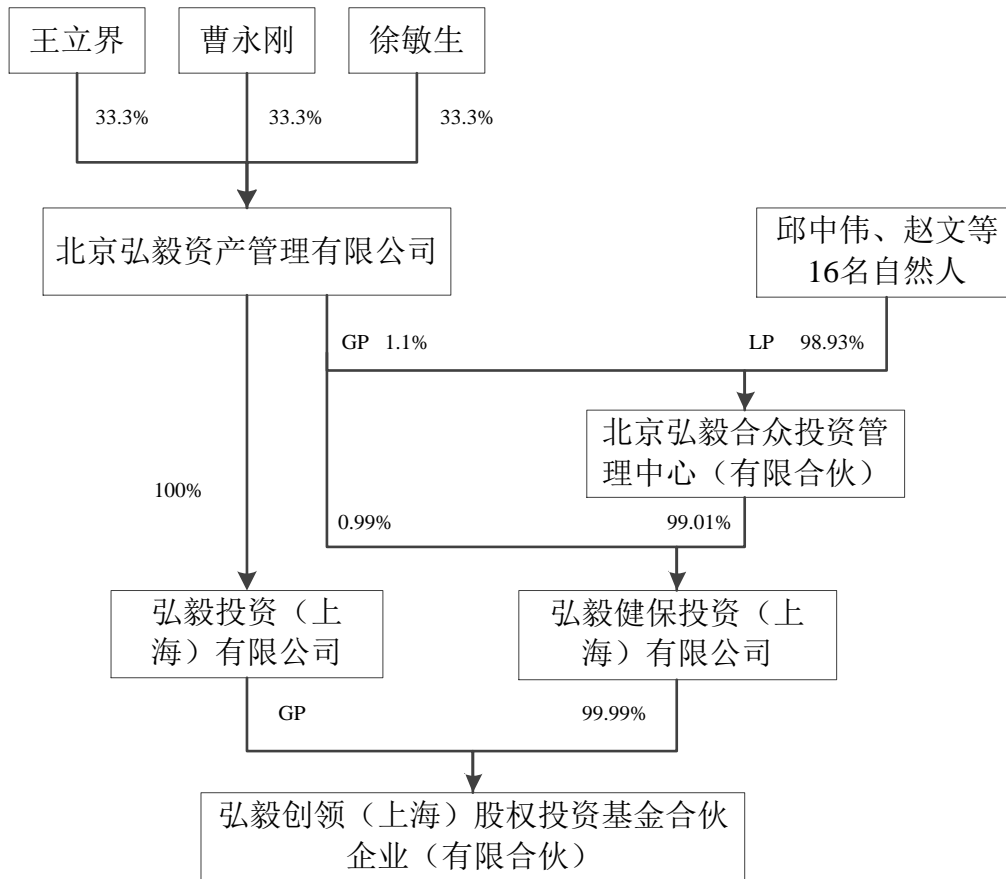 王立界
曹永刚
徐敏生
33.3%
33.3%
33.3%
北京弘毅资产管理有限公司
邱中伟、赵文等
16名自然人
GP 1.1%
LP 98.93%
北京弘毅合众投资管
理中心（有限合伙）
100%
0.99%
99.01%
弘毅投资（上
海）有限公司
弘毅健保投资（上
海）有限公司
GP
99.99%
弘毅创领（上海）股权投资基金合伙
企业（有限合伙）